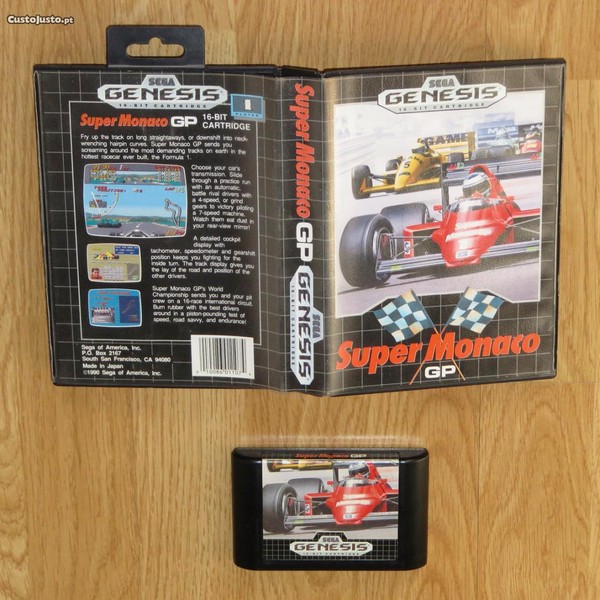 CustoJusto.pt
SEGA
GENESIS
16-BIT CARTRIDGE
Super Monaco GP
16-BIT
CARTRIDGE
1
PLAYER
Fry up the track on long straightaways, or downshift into neck-
wrenching hairpin curves. Super Monaco GP sends you
screaming around the most demanding tracks on earth in the
hottest racecar ever built, the Formula 1.
Choose your car's
transmission. Slide
through a practice run
with an automatic,
battle rival drivers with
a 4-speed, or grind
gears to victory piloting
a 7-speed machine.
Watch them eat dust in
your rear-view mirror!
A detailed cockpit
display with
tachometer, speedometer and gearshift
position keeps you fighting for the
inside turn. The track display gives you
the lay of the road and position of the
other drivers.
Super Monaco GP's World
Championship sends you and your pit
crew on a 16-race international circuit.
Burn rubber with the best drivers
around in a piston-pounding test of
speed, road savvy, and endurance!
Sega of America, Inc.
P.O. Box 2167
South San Francisco, CA 94080
Made in Japan
©1990 Sega of America, Inc.
Super Monaco GP
GENESIS
16-BIT CARTRIDGE
SEGA
SEGA
GENESIS
16-BIT CARTRIDGE
Super Monaco
GP
Super Monaco GP
SEGA
GENESIS
16-BIT CARTRIDGE